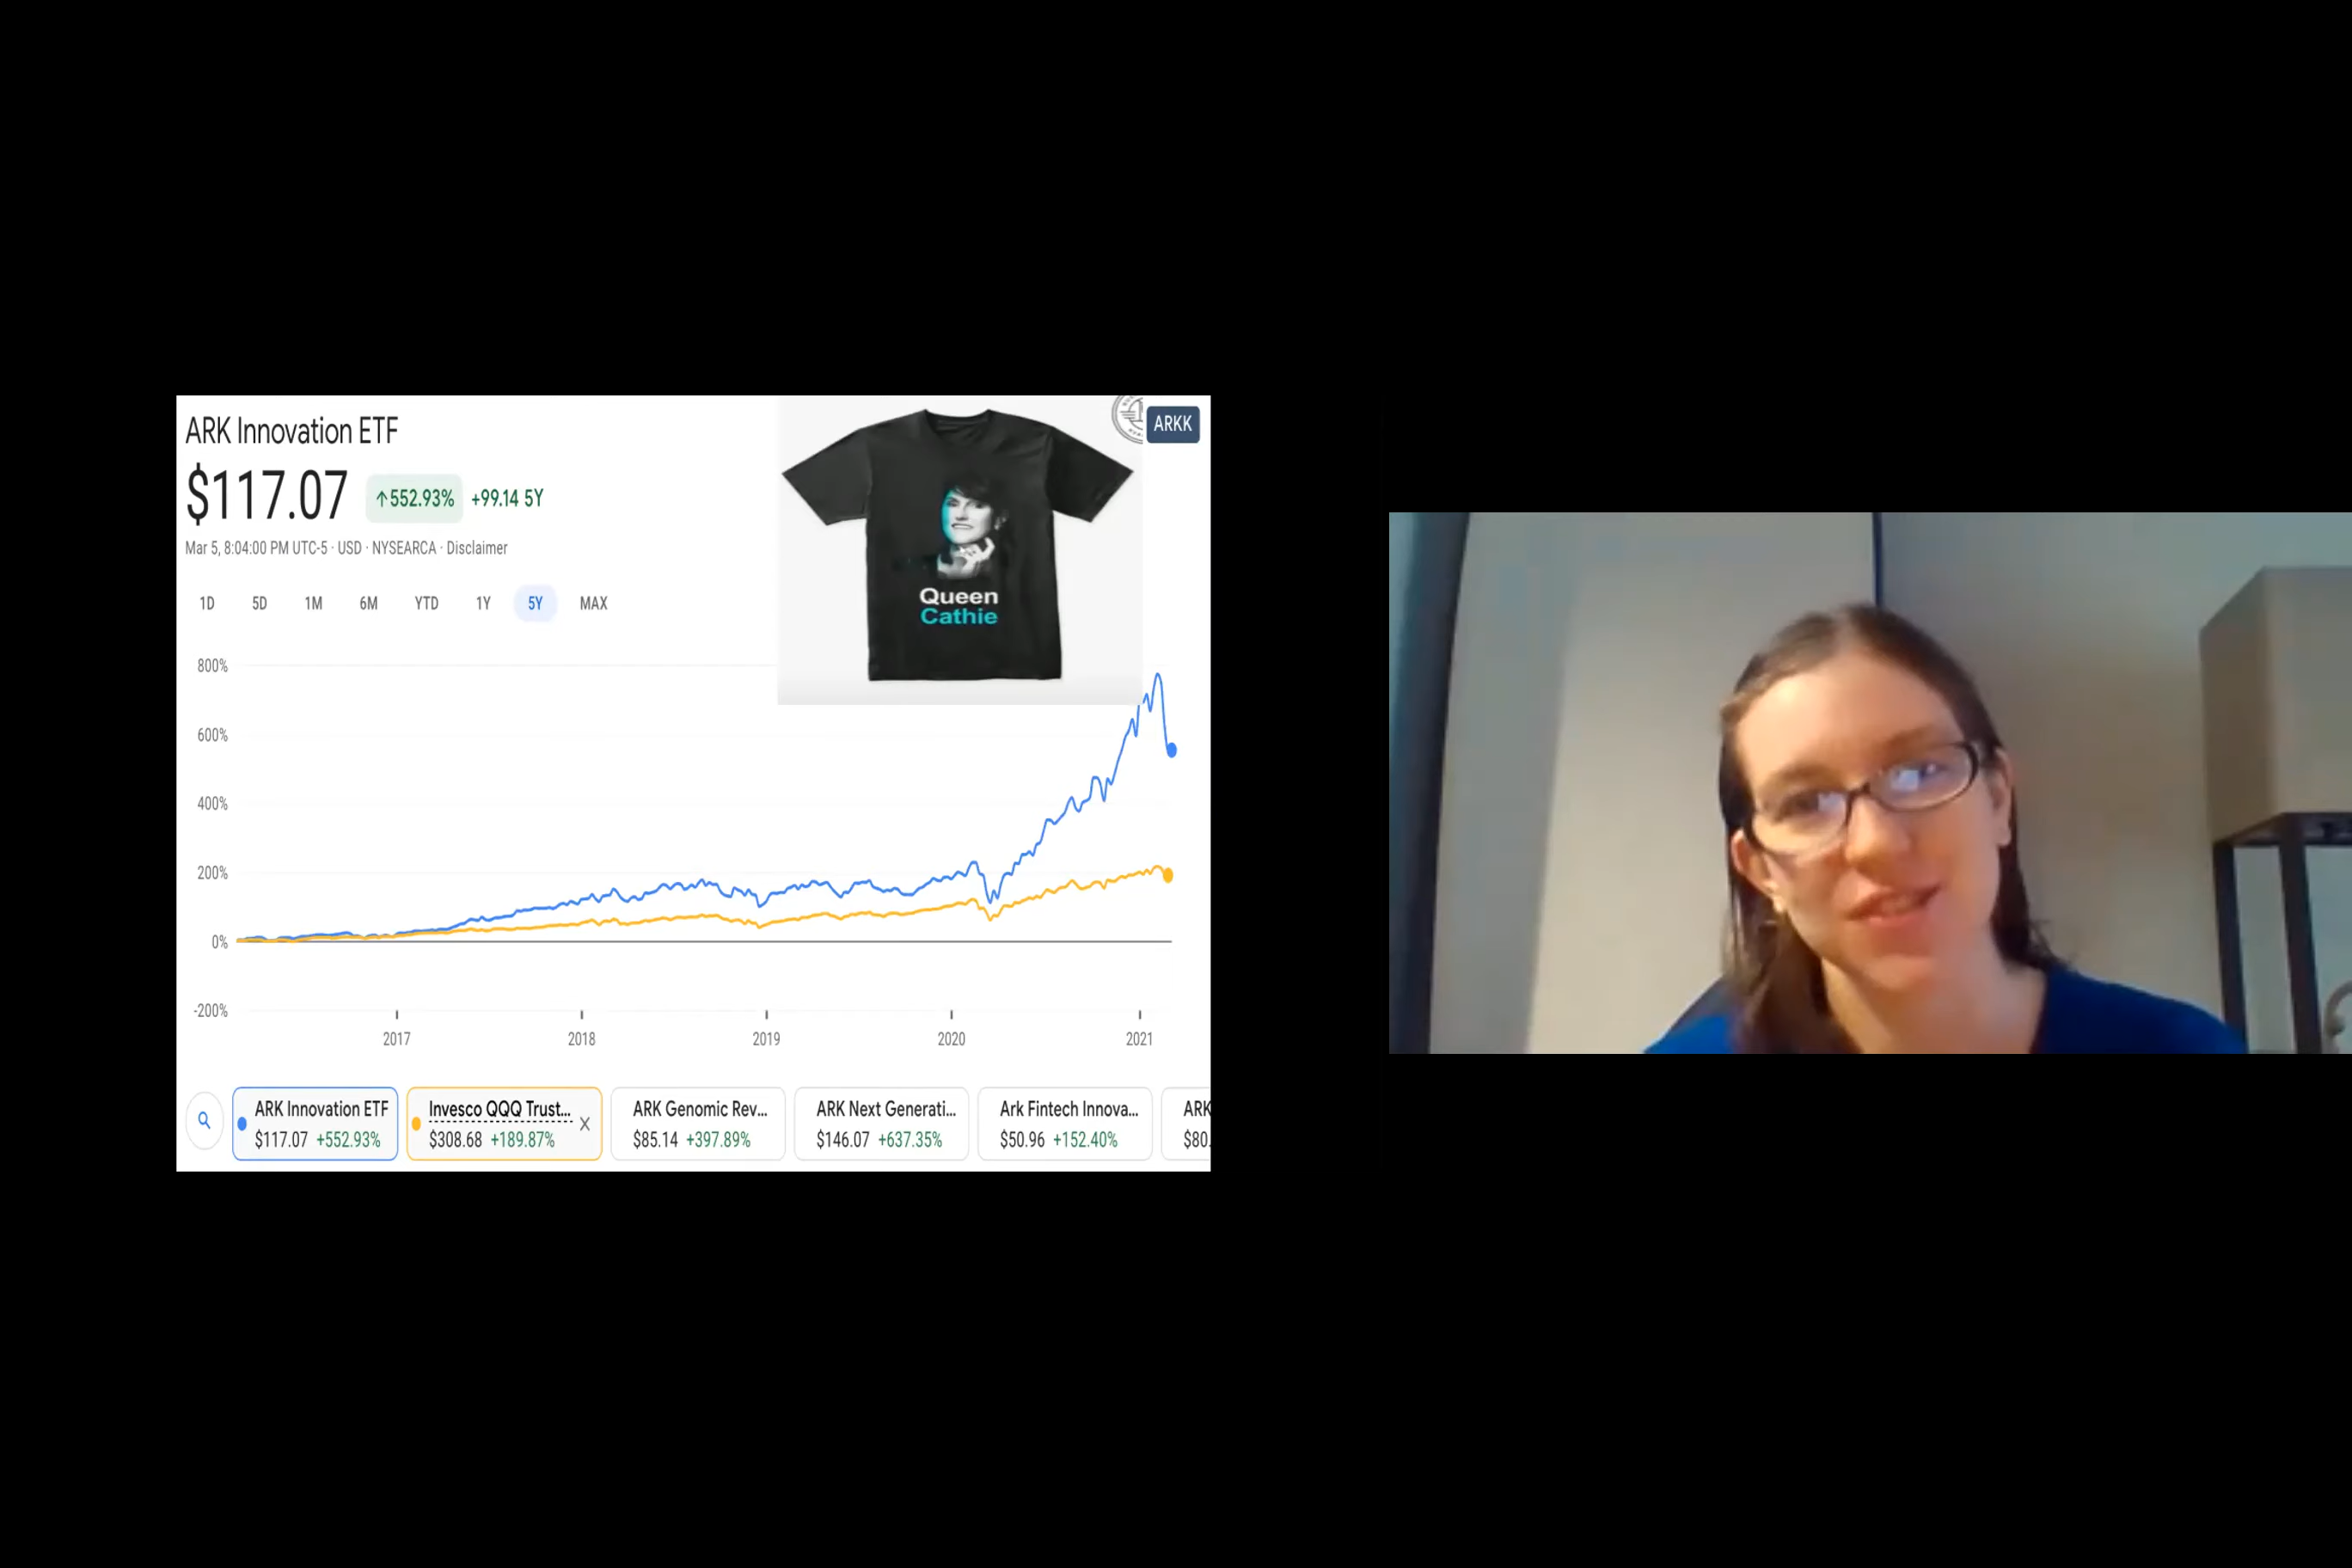 ARK Innovation ETF
ARKK
$117.07 ↑552.93% +99.14 5Y
Mar 5, 8:04:00 PM UTC-5 · USD · NYSEARCA · Disclaimer
Queen
Cathie
1D 5D 1M 6M YTD 1Y 5Y MAX
800%
600%
400%
200%
0%
-200%
2017 2018 2019 2020 2021
ARK Innovation ETF
$117.07 +552.93%
Invesco QQQ Trust...
$308.68 +189.87%
ARK Genomic Rev...
$85.14 +397.89%
ARK Next Generati...
$146.07 +637.35%
Ark Fintech Innova...
$50.96 +152.40%
ARK
$80.